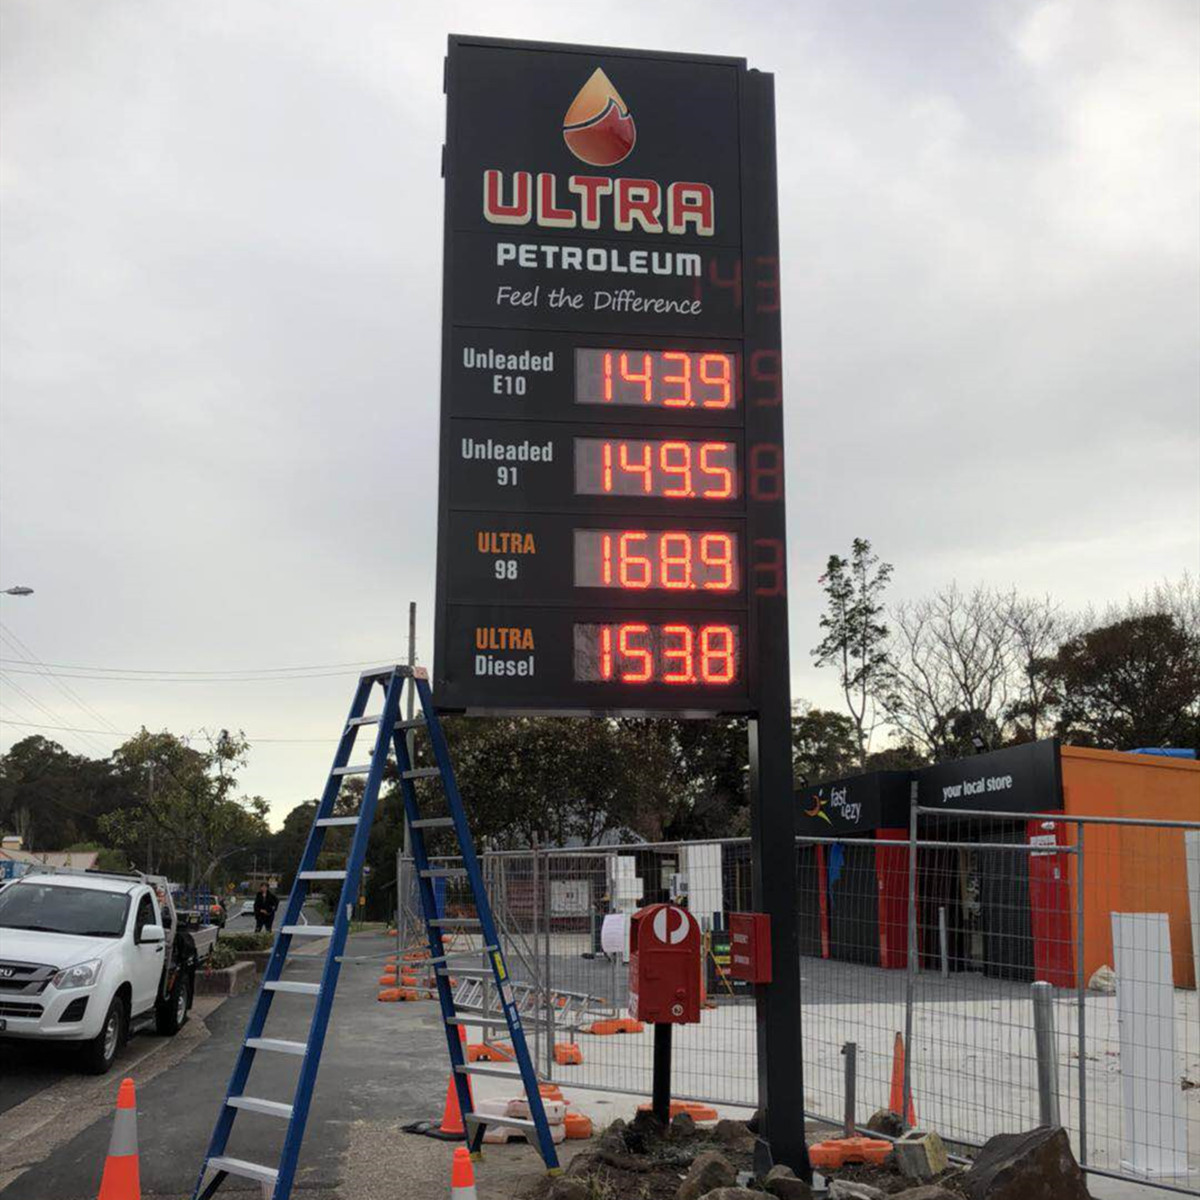 ULTRA
PETROLEUM
Feel the Difference
Unleaded
E10
143.9
Unleaded
91
149.5
ULTRA
98
168.9
ULTRA
Diesel
153.8
fast
&ezy
your local store